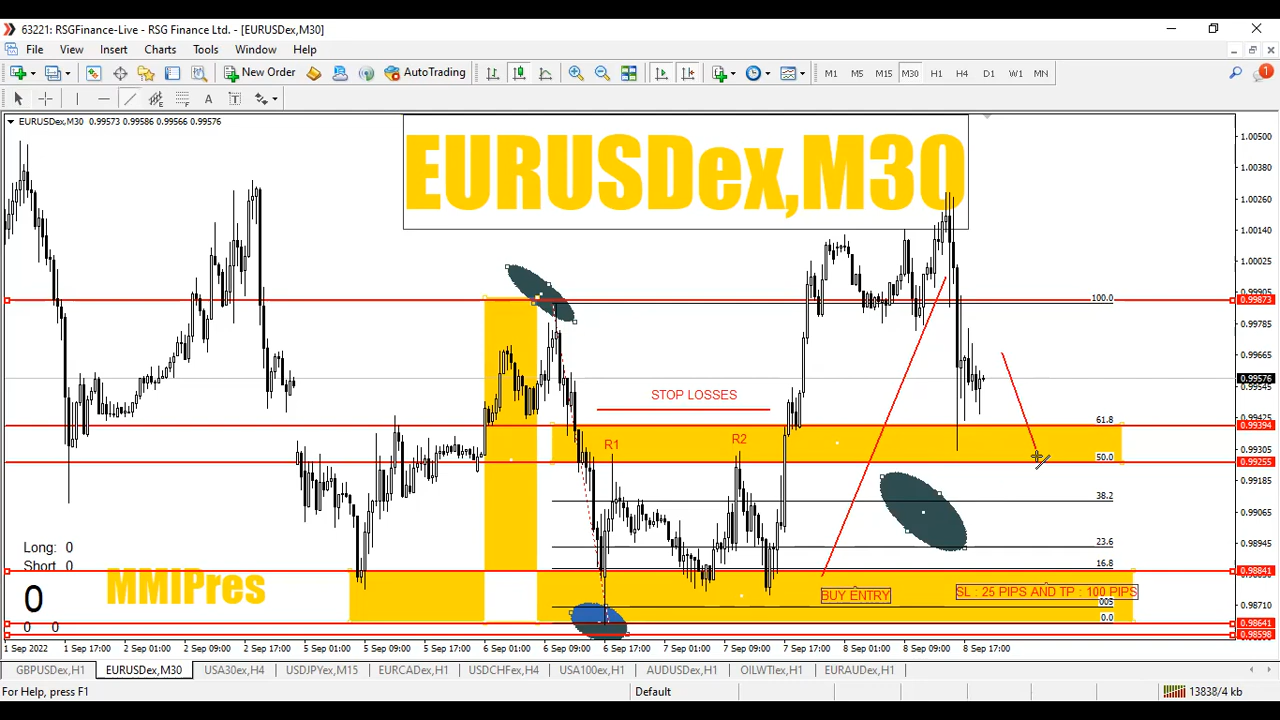 63221: RSGFinance-Live - RSG Finance Ltd. - [EURUSDex,M30]
File View Insert Charts Tools Window Help
New Order AutoTrading M1 M5 M15 M30 H1 H4 D1 W1 MN 1
A T
EURUSDex,M30 0.99573 0.99586 0.99566 0.99576
EURUSDex,M30
1.00500
1.00380
1.00260
1.00140
1.00025
0.99905
100.0 0.99873
0.99785
0.99665
0.99576
0.99545
STOP LOSSES
0.99425
61.8 0.99394
R1 R2
0.99305
50.0 0.99255
0.99185
38.2
0.99065
23.6 0.98945
16.8 0.98841
Long: 0
Short 0
0
0 0
MMIPres
BUY ENTRY
SL : 25 PIPS AND TP : 100 PIPS
005 0.98710
0.0 0.98641
0.98598
1 Sep 2022 1 Sep 17:00 2 Sep 01:00 2 Sep 09:00 2 Sep 17:00 5 Sep 01:00 5 Sep 09:00 5 Sep 17:00 6 Sep 01:00 6 Sep 09:00 6 Sep 17:00 7 Sep 01:00 7 Sep 09:00 7 Sep 17:00 8 Sep 01:00 8 Sep 09:00 8 Sep 17:00
GBPUSDex,H1 EURUSDex,M30 USA30ex,H4 USDJPYex,M15 EURCADex,H1 USDCHFex,H4 USA100ex,H1 AUDUSDex,H1 OILWTIex,H1 EURAUDex,H1
For Help, press F1 Default 13838/4 kb